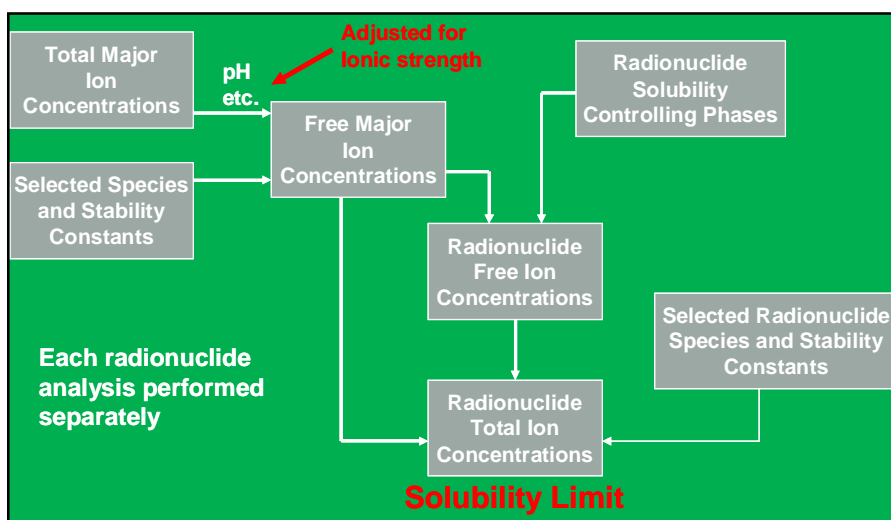 Total Major
Ion
Concentrations
pH
etc.
Adjusted for
Ionic strength
Radionuclide
Solubility
Controlling Phases
Free Major
Ion
Concentrations
Selected Species
and Stability
Constants
Radionuclide
Free Ion
Concentrations
Selected Radionuclide
Species and Stability
Constants
Each radionuclide
analysis performed
separately
Radionuclide
Total Ion
Concentrations
Solubility Limit